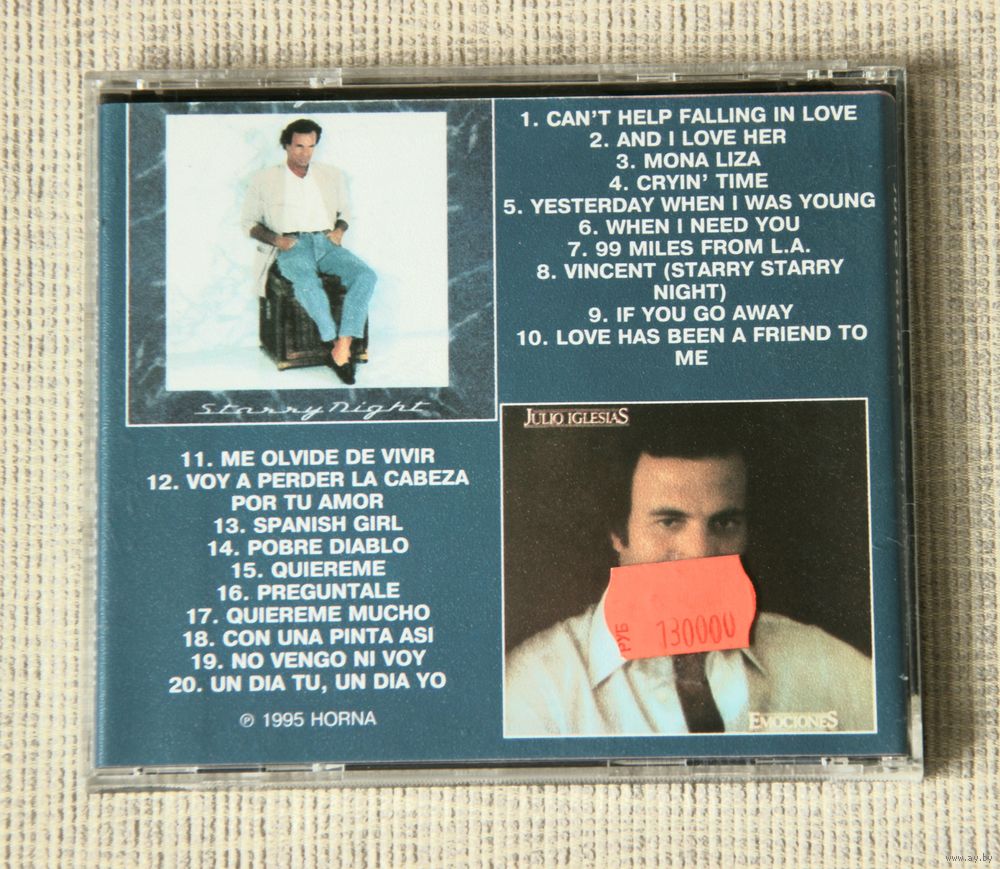 1. CAN'T HELP FALLING IN LOVE
2. AND I LOVE HER
3. MONA LIZA
4. CRYIN' TIME
5. YESTERDAY WHEN I WAS YOUNG
6. WHEN I NEED YOU
7. 99 MILES FROM L.A.
8. VINCENT (STARRY STARRY
NIGHT)
9. IF YOU GO AWAY
10. LOVE HAS BEEN A FRIEND TO
ME
Starry Night
11. ME OLVIDE DE VIVIR
12. VOY A PERDER LA CABEZA
POR TU AMOR
13. SPANISH GIRL
14. POBRE DIABLO
15. QUIEREME
16. PREGUNTALE
17. QUIEREME MUCHO
18. CON UNA PINTA ASI
19. NO VENGO NI VOY
20. UN DIA TU, UN DIA YO
℗ 1995 HORNA
JULIO IGLESIAS
РУБ
130000
EMOCIONES
www.ay.by